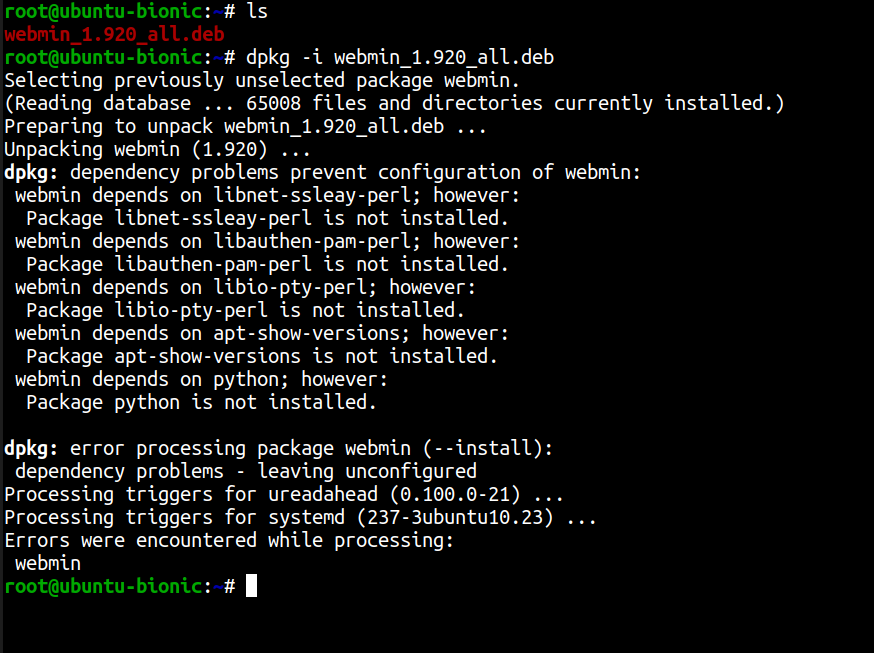 root@ubuntu-bionic:~# ls
webmin_1.920_all.deb
root@ubuntu-bionic:~# dpkg -i webmin_1.920_all.deb
Selecting previously unselected package webmin.
(Reading database ... 65008 files and directories currently installed.)
Preparing to unpack webmin_1.920_all.deb ...
Unpacking webmin (1.920) ...
dpkg: dependency problems prevent configuration of webmin:
 webmin depends on libnet-ssleay-perl; however:
  Package libnet-ssleay-perl is not installed.
 webmin depends on libauthen-pam-perl; however:
  Package libauthen-pam-perl is not installed.
 webmin depends on libio-pty-perl; however:
  Package libio-pty-perl is not installed.
 webmin depends on apt-show-versions; however:
  Package apt-show-versions is not installed.
 webmin depends on python; however:
  Package python is not installed.

dpkg: error processing package webmin (--install):
 dependency problems - leaving unconfigured
Processing triggers for ureadahead (0.100.0-21) ...
Processing triggers for systemd (237-3ubuntu10.23) ...
Errors were encountered while processing:
 webmin
root@ubuntu-bionic:~#